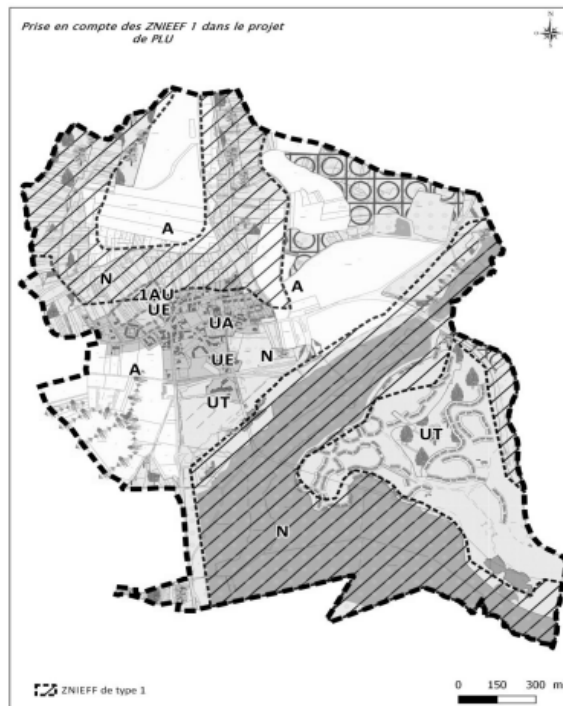 Prise en compte des ZNIEEF 1 dans le projet
de PLU
N
A
N
A
1AU
UE
UA
A
UE
N
UT
UT
N
ZNIEFF de type 1
0 150 300 m